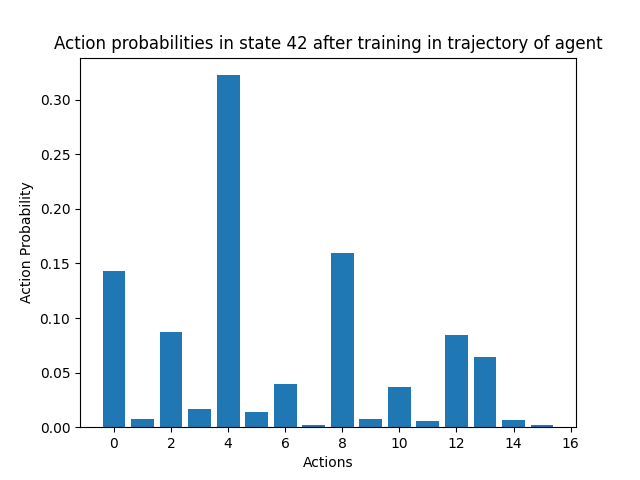 Action probabilities in state 42 after training in trajectory of agent
0.30
0.25
0.20
0.15
0.10
0.05
0.00
Action Probability
0 2 4 6 8 10 12 14 16
Actions